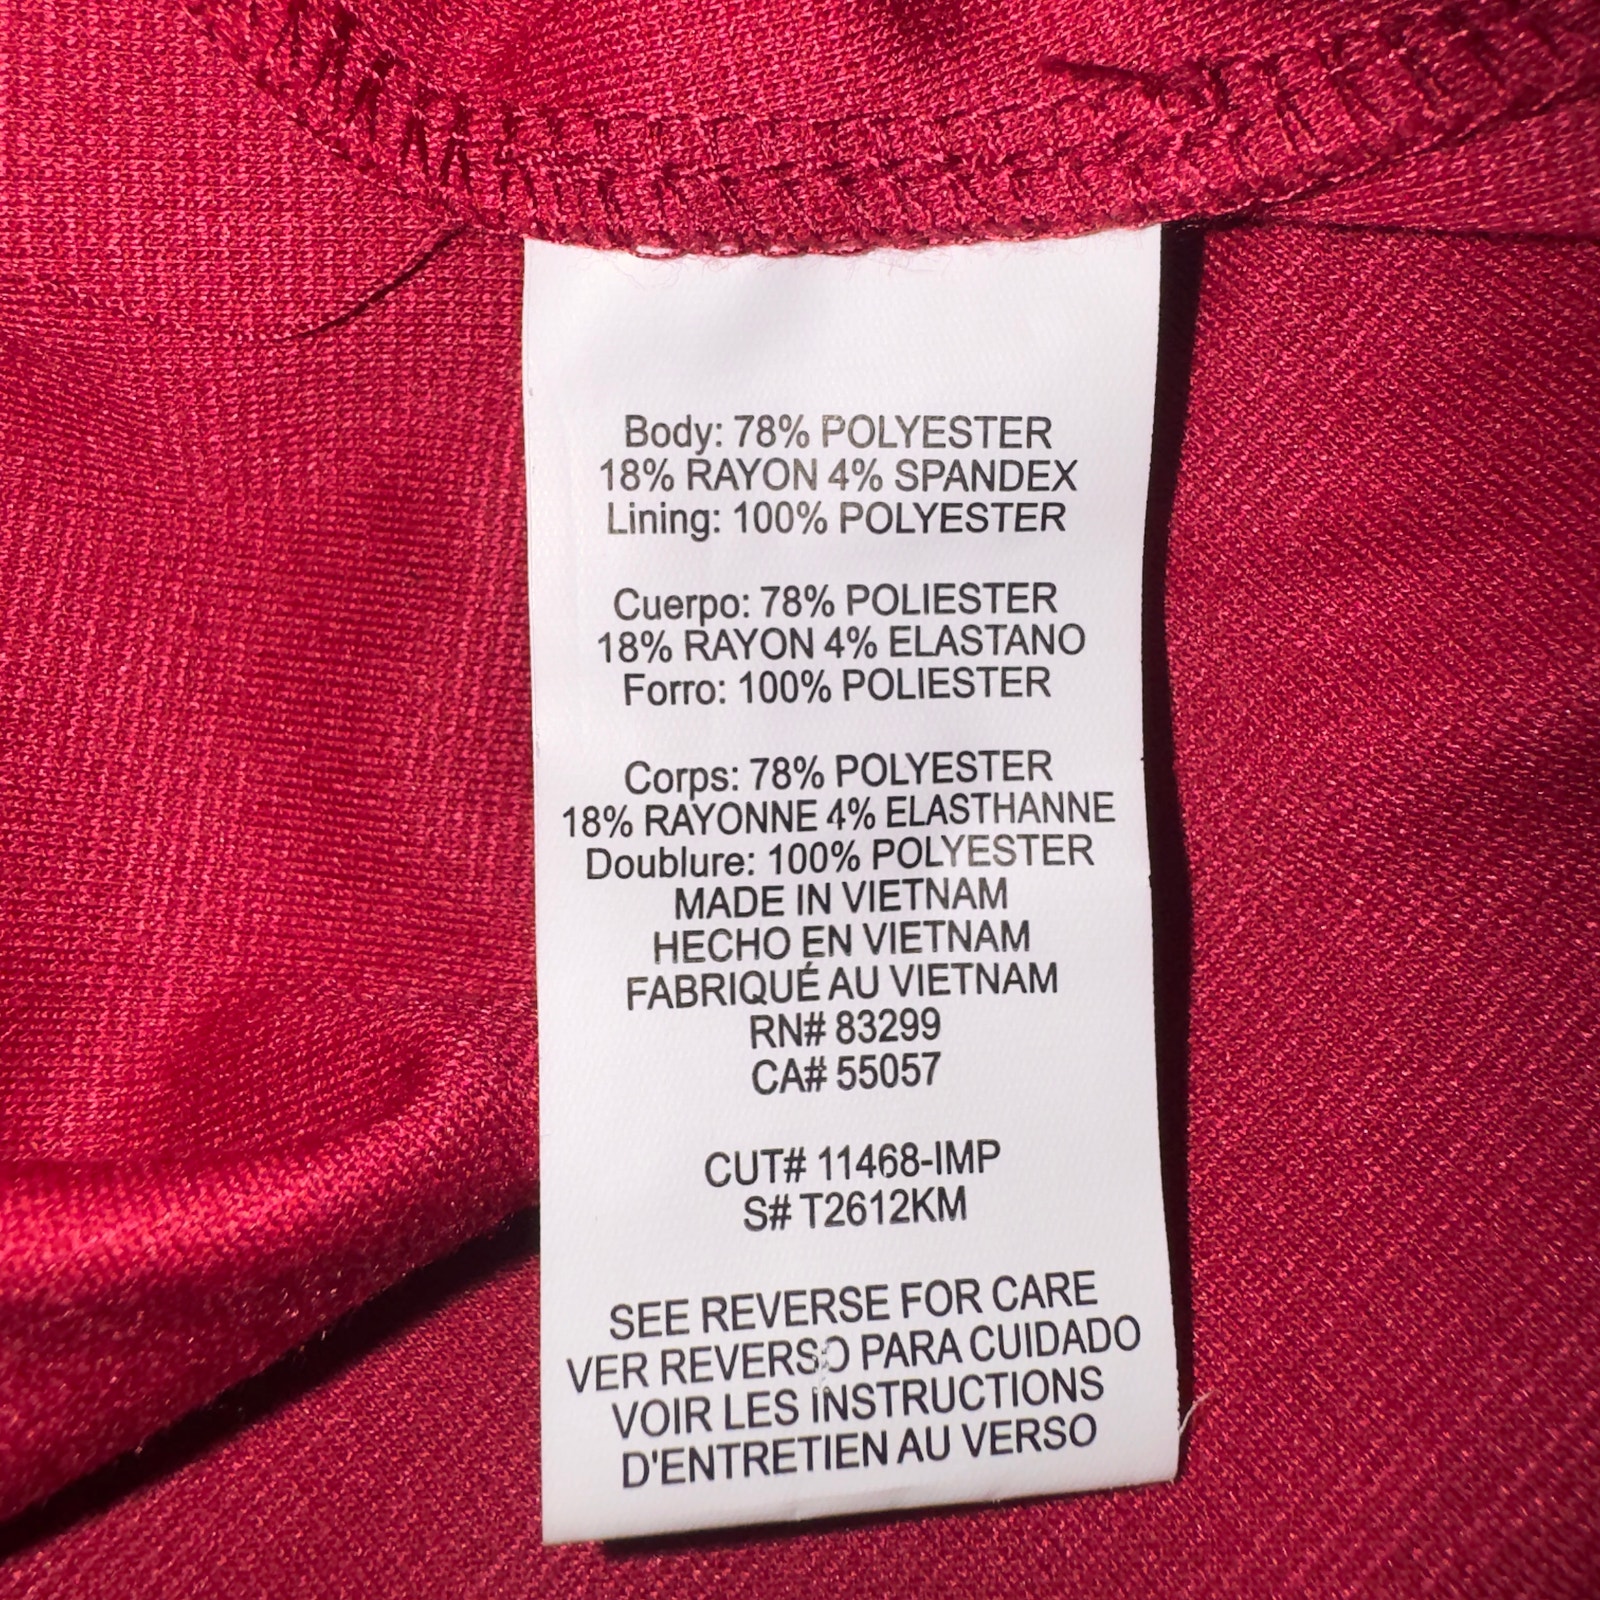 Body: 78% POLYESTER
18% RAYON 4% SPANDEX
Lining: 100% POLYESTER
Cuerpo: 78% POLIESTER
18% RAYON 4% ELASTANO
Forro: 100% POLIESTER
Corps: 78% POLYESTER
18% RAYONNE 4% ELASTHANNE
Doublure: 100% POLYESTER
MADE IN VIETNAM
HECHO EN VIETNAM
FABRIQUÉ AU VIETNAM
RN# 83299
CA# 55057
CUT# 11468-IMP
S# T2612KM
SEE REVERSE FOR CARE
VER REVERSO PARA CUIDADO
VOIR LES INSTRUCTIONS
D'ENTRETIEN AU VERSO